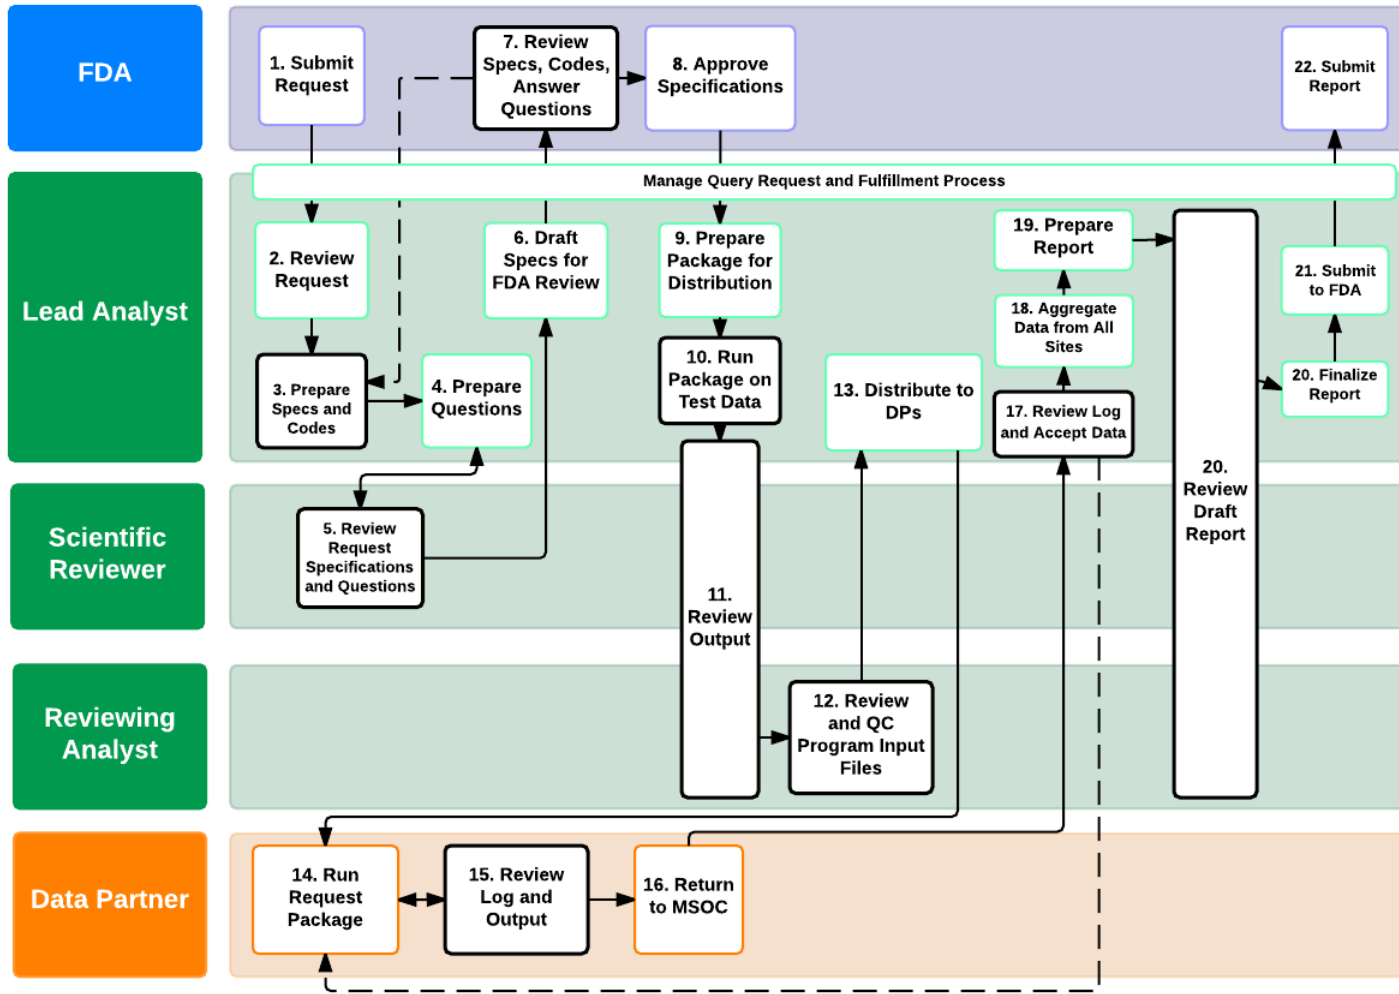 FDA
1. Submit
Request
7. Review
Specs, Codes,
Answer
Questions
8. Approve
Specifications
22. Submit
Report
Manage Query Request and Fulfillment Process
Lead Analyst
2. Review
Request
6. Draft
Specs for
FDA Review
9. Prepare
Package for
Distribution
19. Prepare
Report
21. Submit
to FDA
18. Aggregate
Data from All
Sites
3. Prepare
Specs and
Codes
4. Prepare
Questions
10. Run
Package on
Test Data
13. Distribute to
DPs
17. Review Log
and Accept Data
20. Finalize
Report
Scientific
Reviewer
5. Review
Request
Specifications
and Questions
11.
Review
Output
20.
Review
Draft
Report
Reviewing
Analyst
12. Review
and QC
Program Input
Files
Data Partner
14. Run
Request
Package
15. Review
Log and
Output
16. Return
to MSOC